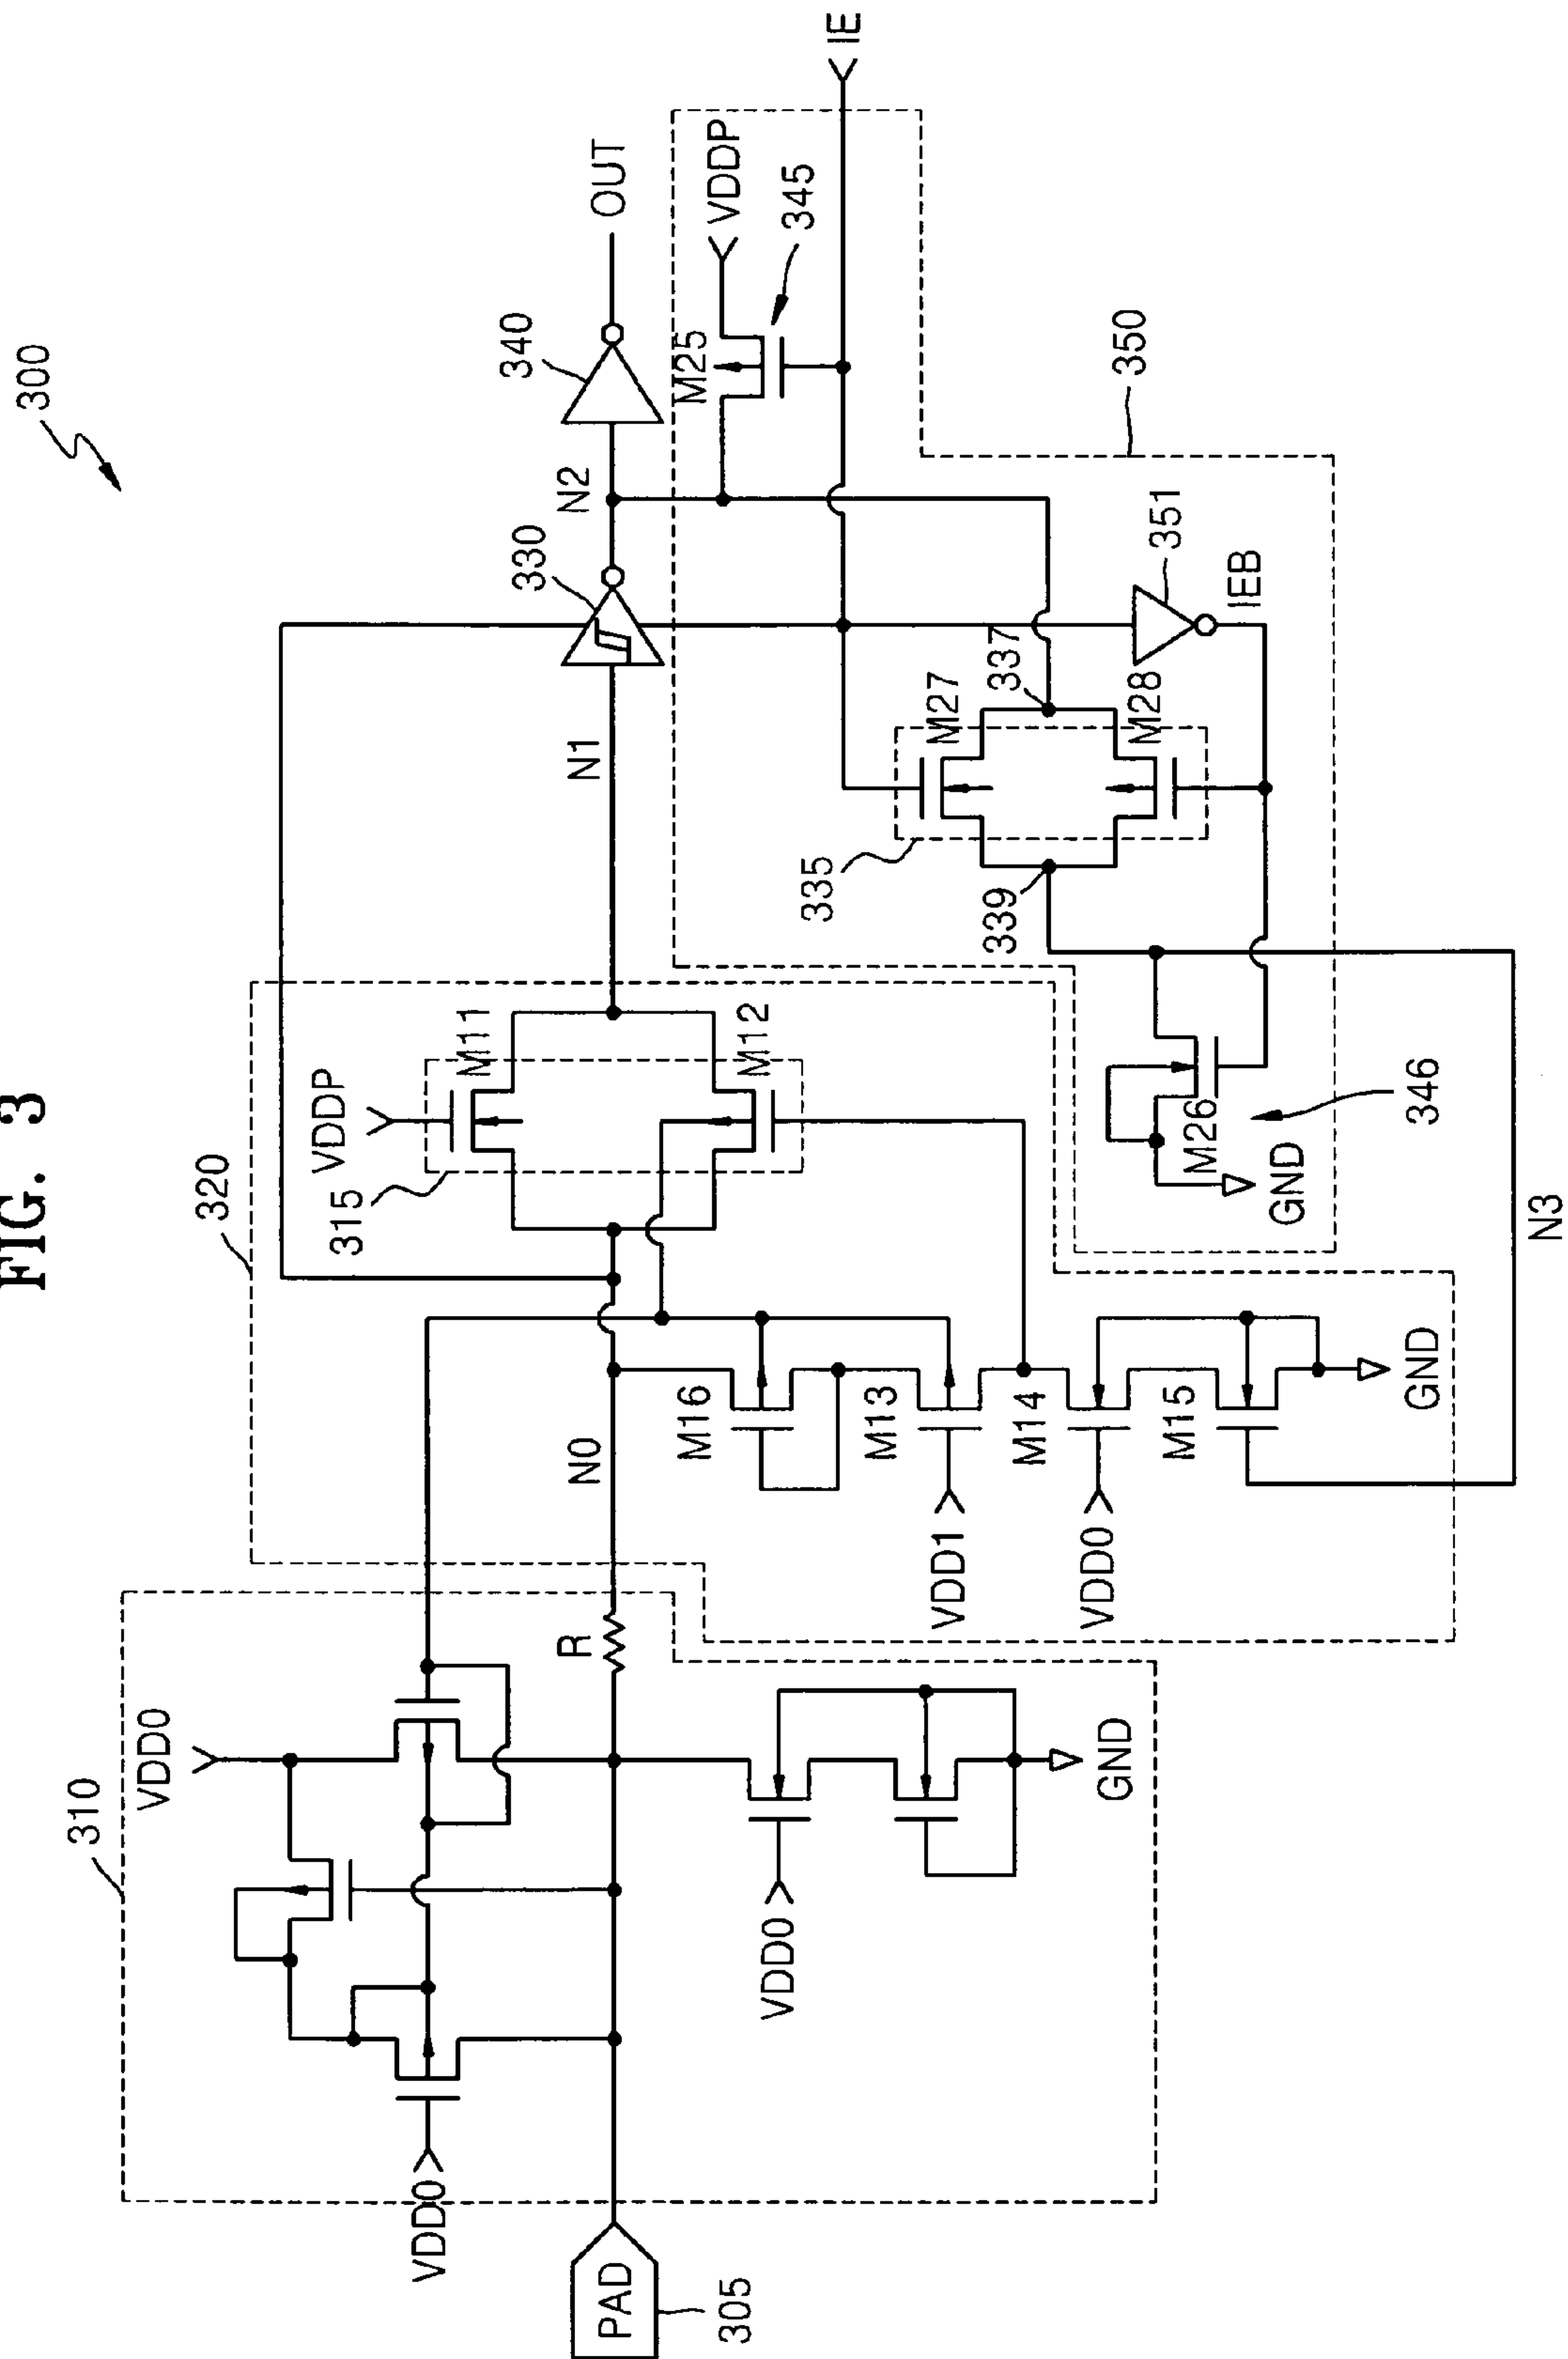 FIG. 3
300
310
VDD0
VDD0
PAD
305
R
VDD0
GND
320
N0
VDDP
315
M11
M12
M16
M13
M14
M15
VDD1
VDD0
GND
N1
330
N2
340
OUT
M25
VDDP
345
IE
350
335
M27
337
M28
339
351
IEB
M26
GND
346
N3